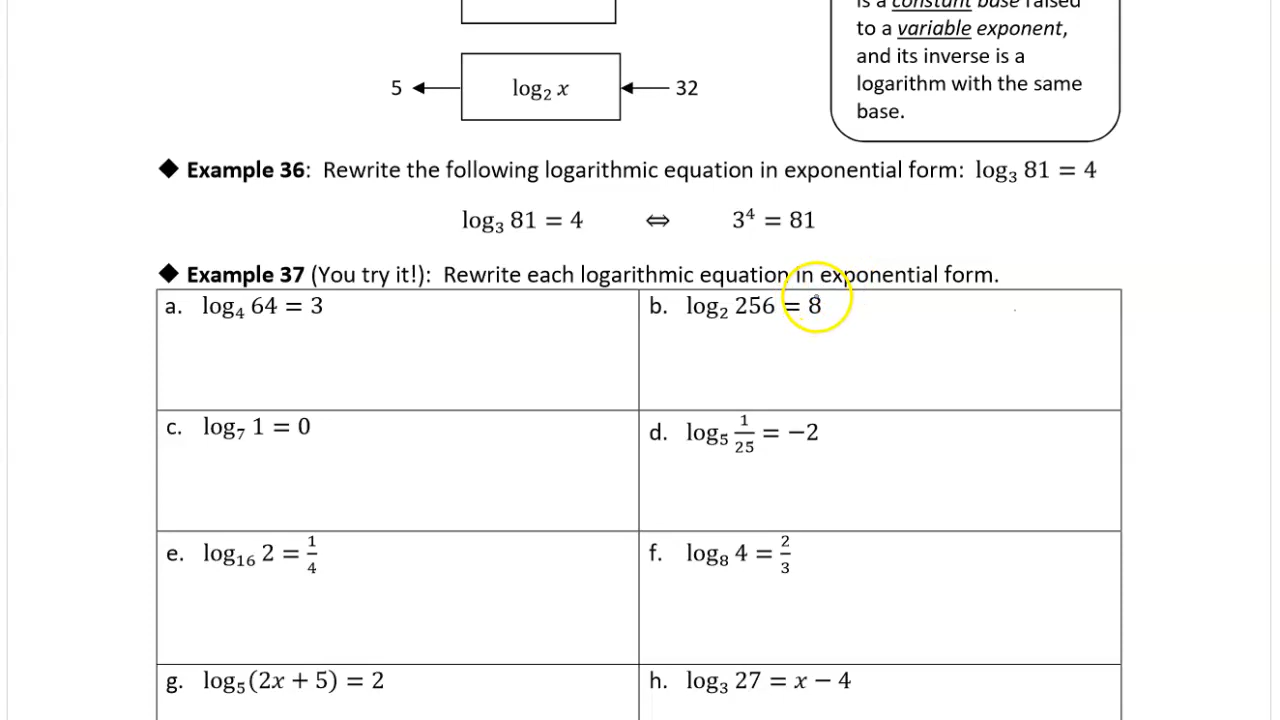 is a constant base raised
to a variable exponent,
and its inverse is a
logarithm with the same
base.
5 log₂ x 32
◆ Example 36: Rewrite the following logarithmic equation in exponential form: log₃ 81 = 4
log₃ 81 = 4 ⇔ 3⁴ = 81
◆ Example 37 (You try it!): Rewrite each logarithmic equation in exponential form.
a. log₄ 64 = 3
b. log₂ 256 = 8
c. log₇ 1 = 0
d. log₅ 1/25 = −2
e. log₁₆ 2 = 1/4
f. log₈ 4 = 2/3
g. log₅(2x + 5) = 2
h. log₃ 27 = x − 4